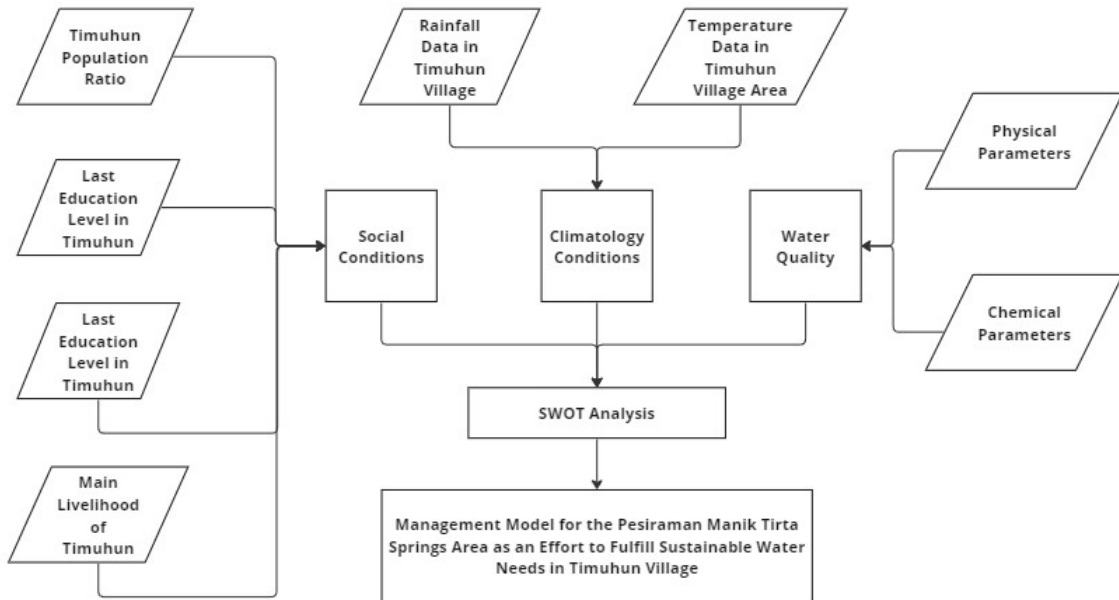 Timuhun
Population
Ratio
Rainfall
Data in
Timuhun
Village
Temperature
Data in
Timuhun
Village Area
Physical
Parameters
Last
Education
Level in
Timuhun
Social
Conditions
Climatology
Conditions
Water
Quality
Last
Education
Level in
Timuhun
Chemical
Parameters
SWOT Analysis
Main
Livelihood
of
Timuhun
Management Model for the Pesiraman Manik Tirta
Springs Area as an Effort to Fulfill Sustainable Water
Needs in Timuhun Village